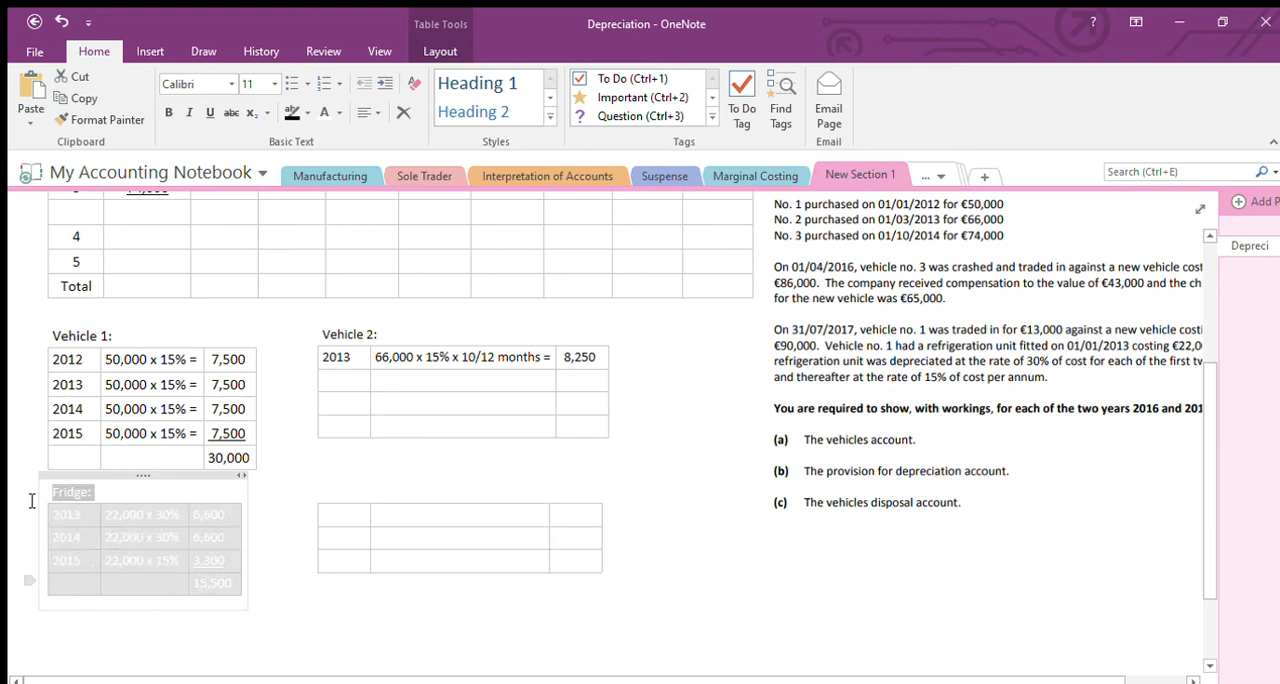 Table Tools
Depreciation - OneNote
?
File Home Insert Draw History Review View Layout
Paste
Cut
Copy
Format Painter
Clipboard
Calibri 11
B I U abc x₂ A
Basic Text
Heading 1
Heading 2
Styles
To Do (Ctrl+1)
Important (Ctrl+2)
? Question (Ctrl+3)
To Do Tag
Find Tags
Tags
Email Page
Email
My Accounting Notebook
Manufacturing Sole Trader Interpretation of Accounts Suspense Marginal Costing New Section 1 ... +
Search (Ctrl+E)
Add P
Depreci
4
5
Total
No. 1 purchased on 01/01/2012 for €50,000
No. 2 purchased on 01/03/2013 for €66,000
No. 3 purchased on 01/10/2014 for €74,000
On 01/04/2016, vehicle no. 3 was crashed and traded in against a new vehicle cost
€86,000. The company received compensation to the value of €43,000 and the ch
for the new vehicle was €65,000.
On 31/07/2017, vehicle no. 1 was traded in for €13,000 against a new vehicle costi
€90,000. Vehicle no. 1 had a refrigeration unit fitted on 01/01/2013 costing €22,0
refrigeration unit was depreciated at the rate of 30% of cost for each of the first tw
and thereafter at the rate of 15% of cost per annum.
You are required to show, with workings, for each of the two years 2016 and 201
(a) The vehicles account.
(b) The provision for depreciation account.
(c) The vehicles disposal account.
Vehicle 1:
2012 50,000 x 15% = 7,500
2013 50,000 x 15% = 7,500
2014 50,000 x 15% = 7,500
2015 50,000 x 15% = 7,500
30,000
Vehicle 2:
2013 66,000 x 15% x 10/12 months = 8,250
Fridge:
2013 22,000 x 30% 6,600
2014 22,000 x 30% 6,600
2015 22,000 x 15% 3,300
15,500